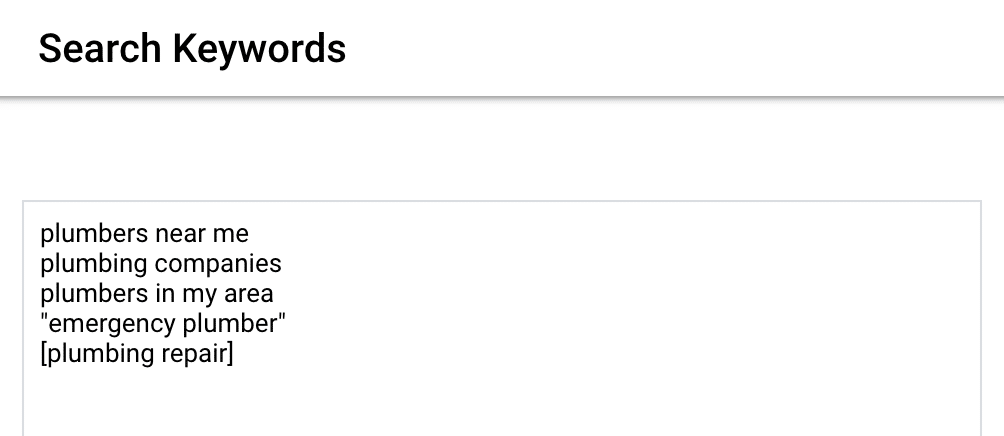 Search Keywords
plumbers near me
plumbing companies
plumbers in my area
"emergency plumber"
[plumbing repair]